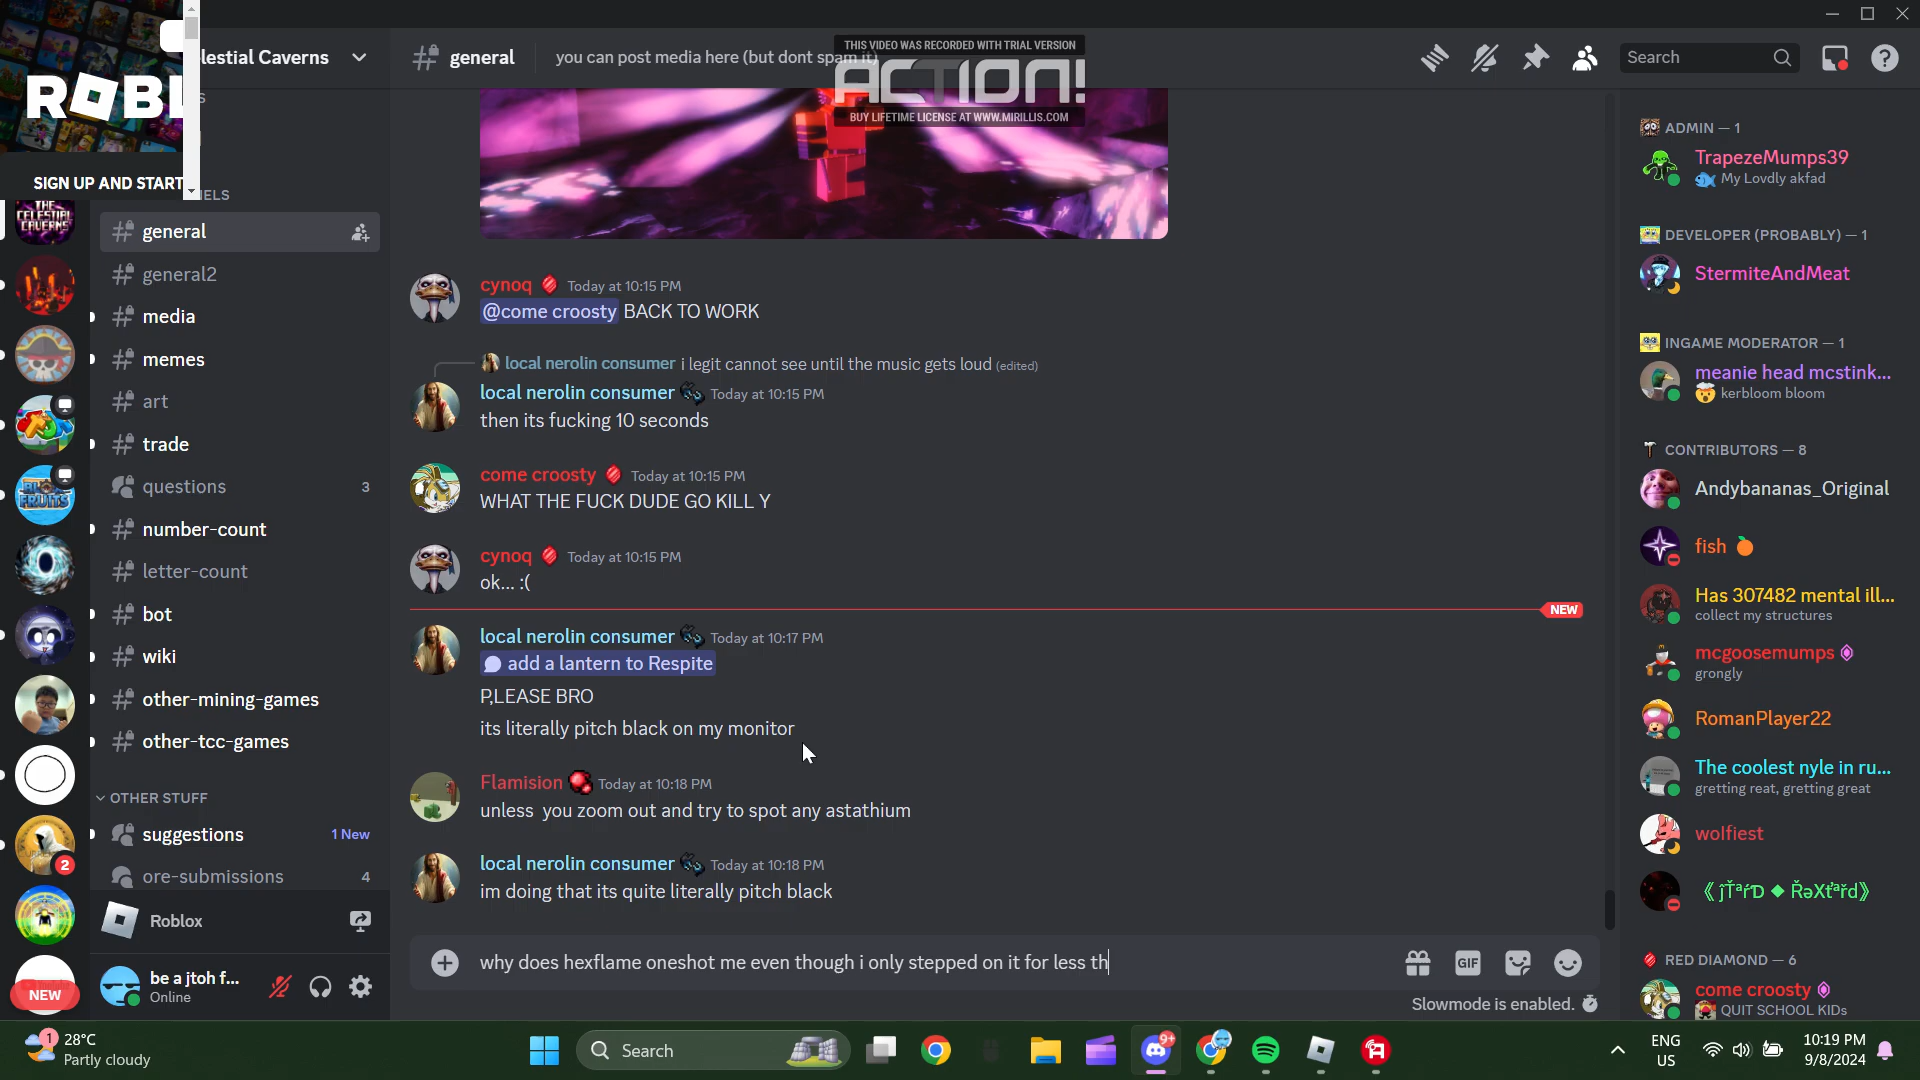 ROBL
SIGN UP AND START
lestial Caverns
general
you can post media here (but dont spam it)
THIS VIDEO WAS RECORDED WITH TRIAL VERSION
ACTION!
BUY LIFETIME LICENSE AT WWW.MIRILLIS.COM
Search
NELS
THE
CELESTIAL
CAVERNS
general
general2
media
memes
art
trade
questions
3
number-count
letter-count
bot
wiki
other-mining-games
other-tcc-games
OTHER STUFF
suggestions
1 New
ore-submissions
4
BLOX
FRUITS
2
NEW
Roblox
be a jtoh f...
Online
cynoq Today at 10:15 PM
@come croosty BACK TO WORK
local nerolin consumer i legit cannot see until the music gets loud (edited)
local nerolin consumer Today at 10:15 PM
then its fucking 10 seconds
come croosty Today at 10:15 PM
WHAT THE FUCK DUDE GO KILL Y
cynoq Today at 10:15 PM
ok... :(
NEW
local nerolin consumer Today at 10:17 PM
add a lantern to Respite
P,LEASE BRO
its literally pitch black on my monitor
Flamision Today at 10:18 PM
unless you zoom out and try to spot any astathium
local nerolin consumer Today at 10:18 PM
im doing that its quite literally pitch black
why does hexflame oneshot me even though i only stepped on it for less th
GIF
Slowmode is enabled.
ADMIN — 1
TrapezeMumps39
My Lovdly akfad
DEVELOPER (PROBABLY) — 1
StermiteAndMeat
INGAME MODERATOR — 1
meanie head mcstink...
kerbloom bloom
CONTRIBUTORS — 8
Andybananas_Original
fish
Has 307482 mental ill...
collect my structures
mcgoosemumps
grongly
RomanPlayer22
The coolest nyle in ru...
gretting reat, gretting great
wolfiest
RED DIAMOND — 6
come croosty
QUIT SCHOOL KIDs
1
28°C
Partly cloudy
Search
9+
ENG
US
10:19 PM
9/8/2024